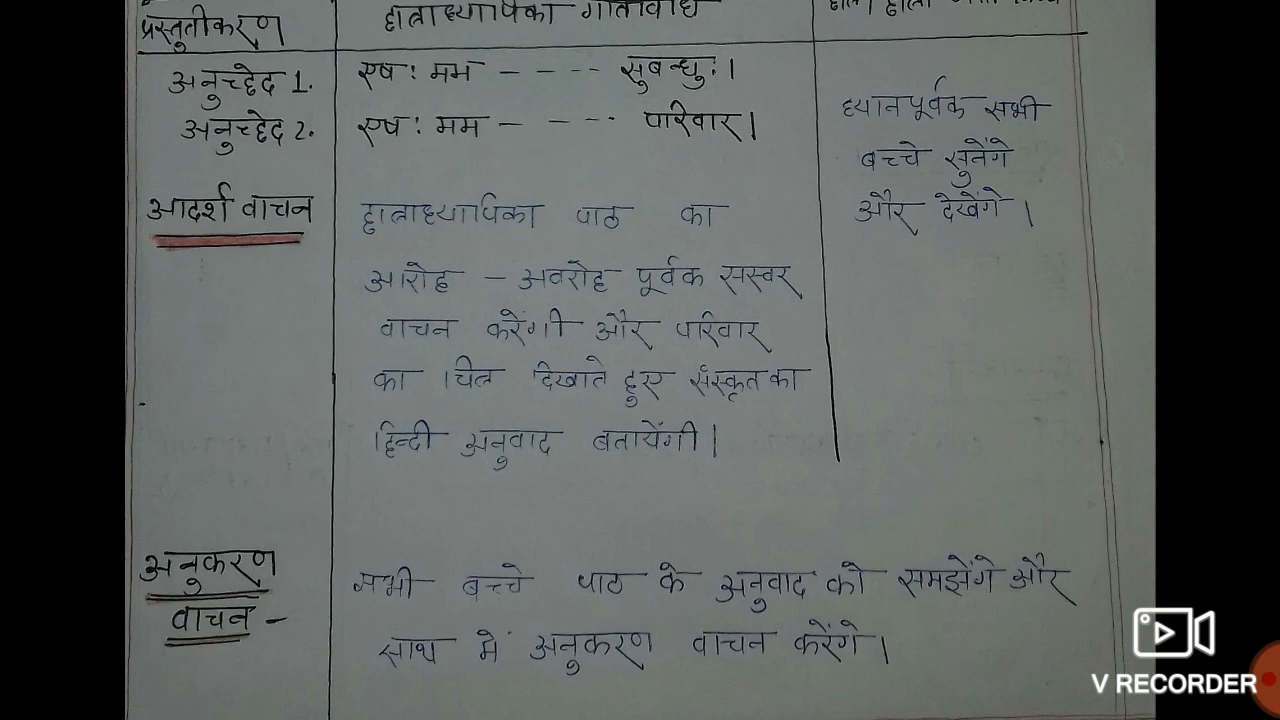 प्रस्तुतीकरण
छात्राध्यापिका गतिविधि
अनुच्छेद 1. एषः मम - - - - सुबन्धुः।
अनुच्छेद 2. एषः मम - - - - परिवार।
ध्यानपूर्वक सभी
बच्चे सुनेंगे
और देखेंगे।
आदर्श वाचन
छात्राध्यापिका पाठ का
आरोह - अवरोह पूर्वक सस्वर
वाचन करेंगी और परिवार
का चित्र दिखाते हुए संस्कृत का
हिन्दी अनुवाद बतायेंगी।
अनुकरण
वाचन -
सभी बच्चे पाठ के अनुवाद को समझेंगे और
साथ में अनुकरण वाचन करेंगे।
V RECORDER